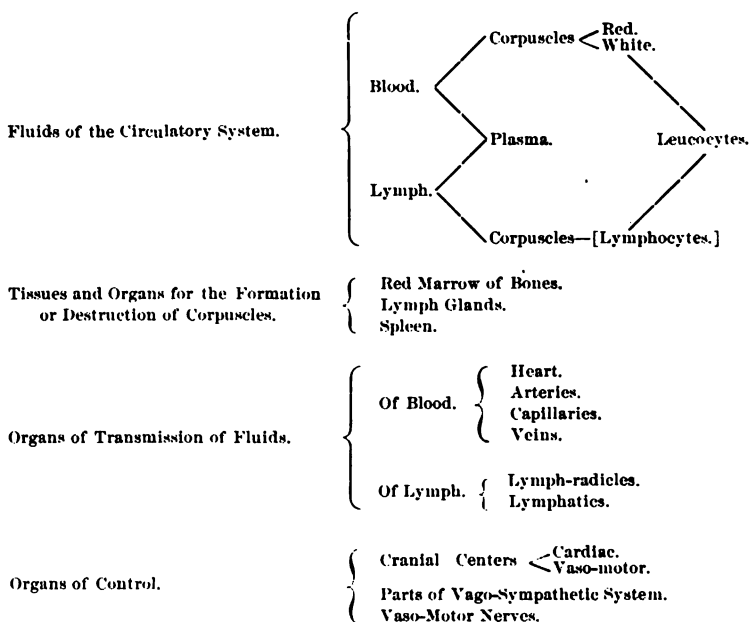 Corpuscles Red.
White.
Blood.
Fluids of the Circulatory System.
Plasma.
Leucocytes.
Lymph.
Corpuscles—[Lymphocytes.]
Tissues and Organs for the Formation
or Destruction of Corpuscles.
Red Marrow of Bones.
Lymph Glands.
Spleen.
Organs of Transmission of Fluids.
Of Blood.
Heart.
Arteries.
Capillaries.
Veins.
Of Lymph.
Lymph-radicles.
Lymphatics.
Organs of Control.
Cranial Centers
Cardiac.
Vaso-motor.
Parts of Vago-Sympathetic System.
Vaso-Motor Nerves.